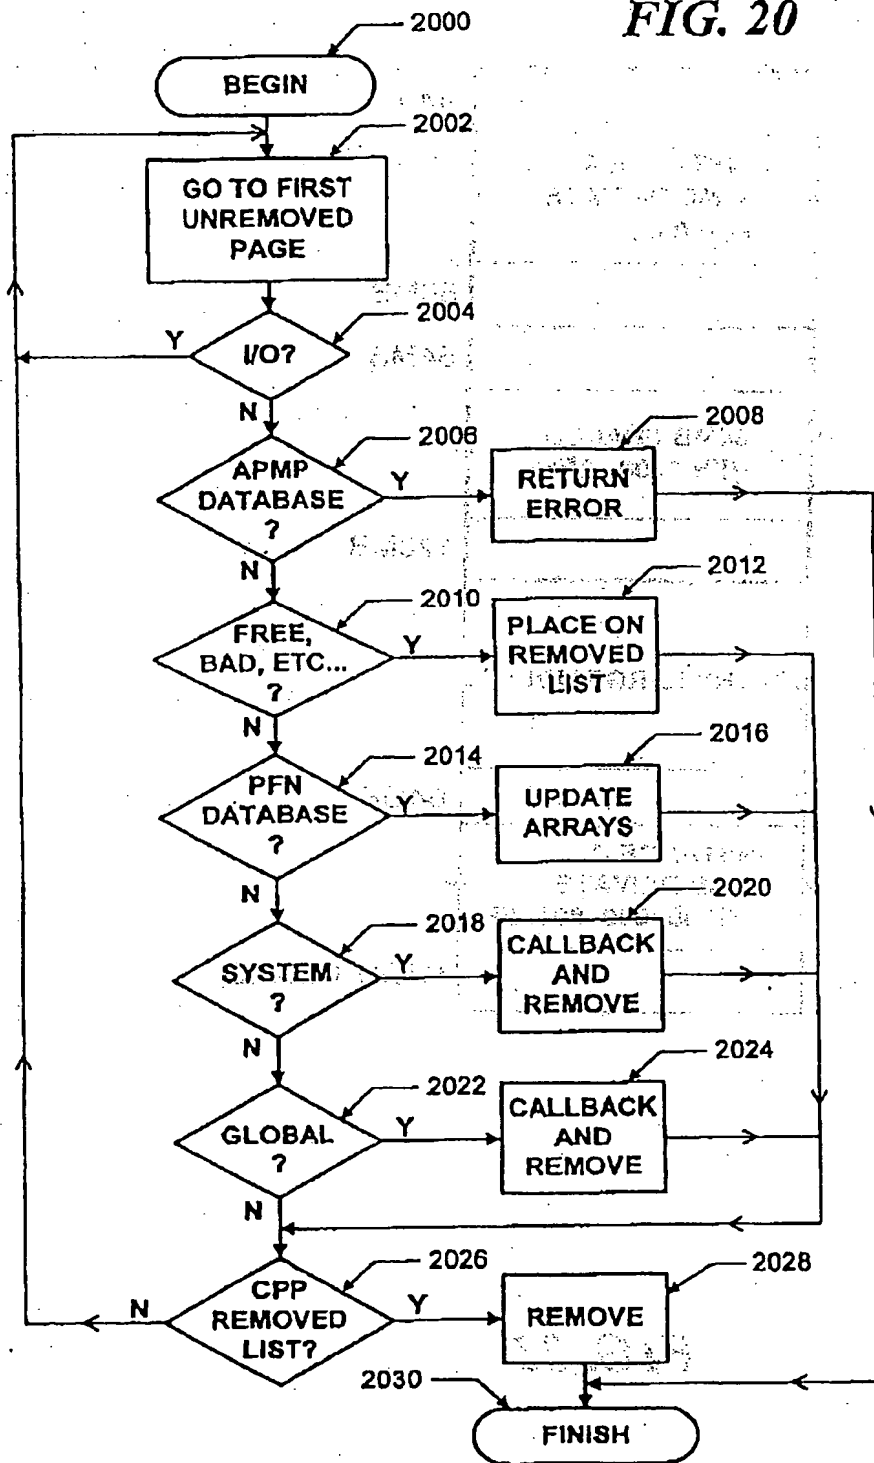 FIG. 20
2000
BEGIN
2002
GO TO FIRST
UNREMOVED
PAGE
2004
I/O?
Y
N
2006
APMP
DATABASE
?
Y
N
2008
RETURN
ERROR
2010
FREE,
BAD, ETC...
?
Y
N
2012
PLACE ON
REMOVED
LIST
2014
PFN
DATABASE
?
Y
N
2016
UPDATE
ARRAYS
2018
SYSTEM
?
Y
N
2020
CALLBACK
AND
REMOVE
2022
GLOBAL
?
Y
N
2024
CALLBACK
AND
REMOVE
2026
CPP
REMOVED
LIST?
N
Y
2028
REMOVE
2030
FINISH